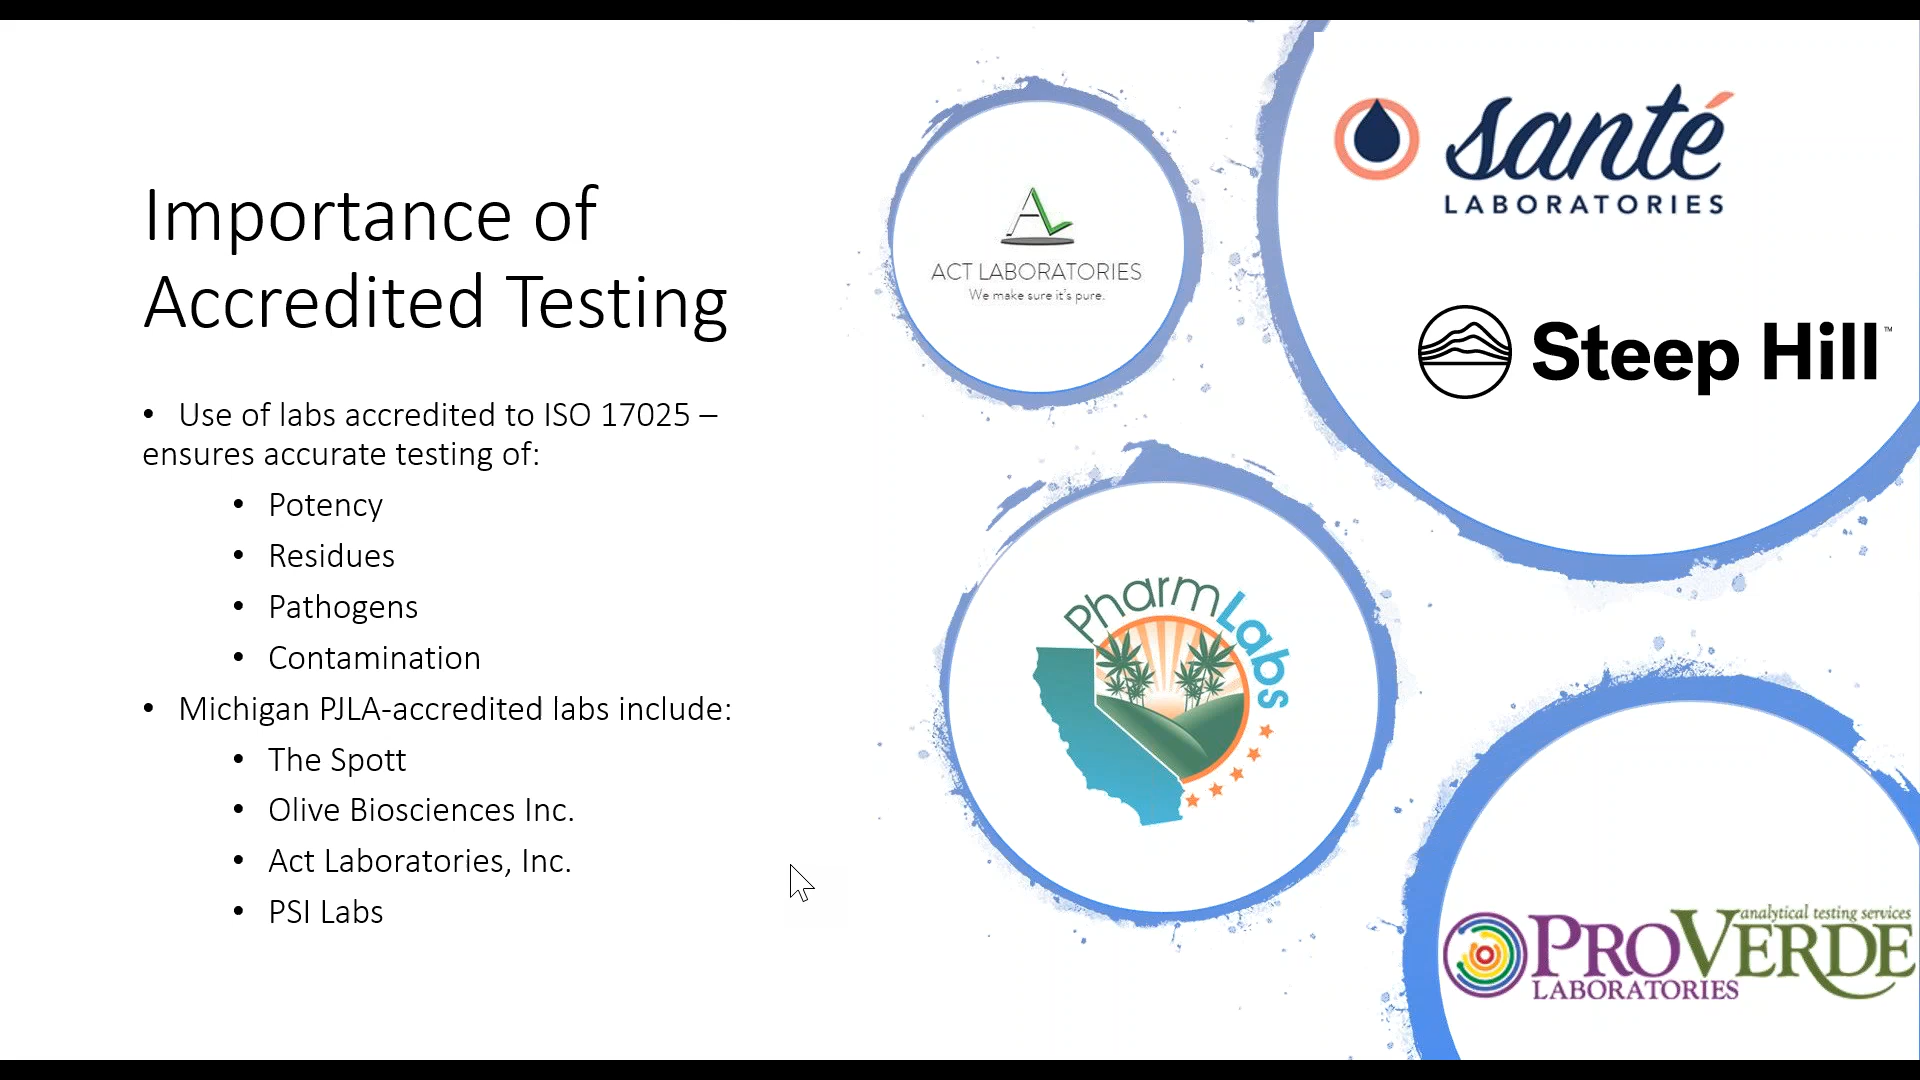 Importance of
Accredited Testing
• Use of labs accredited to ISO 17025 –
ensures accurate testing of:
• Potency
• Residues
• Pathogens
• Contamination
• Michigan PJLA-accredited labs include:
• The Spott
• Olive Biosciences Inc.
• Act Laboratories, Inc.
• PSI Labs
ACT LABORATORIES
We make sure it's pure.
santé
LABORATORIES
Steep Hill™
PharmLabs
analytical testing services
PROVERDE
LABORATORIES